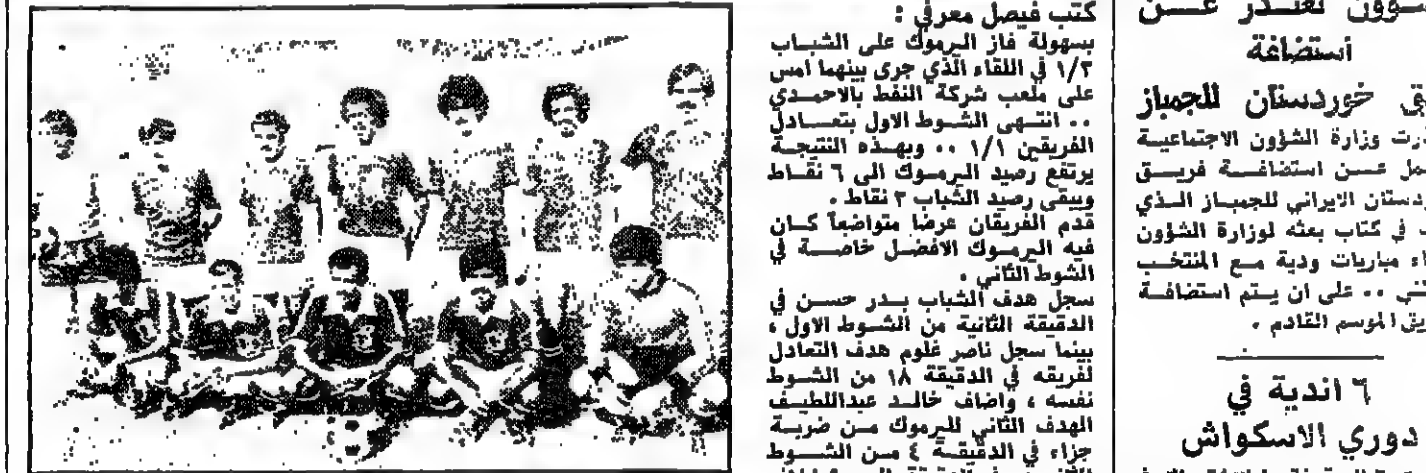 كتب فيصل معرفي :
بسهولة فاز اليرموك على الشباب
١/٣ في اللقاء الذي جرى بينهما امس
على ملعب شركة النفط بالاحمدي
.. انتهى الشوط الاول بتعادل
الفريقين ١/١ .. وبهذه النتيجة
يرتفع رصيد اليرموك الى ٦ نقاط
ويبقى رصيد الشباب ٣ نقاط .
قدم الفريقان عرضا متواضعا كان
فيه اليرموك الافضل خاصة في
الشوط الثاني .
سجل هدف الشباب بدر حسن في
الدقيقة الثانية من الشوط الاول ،
بينما سجل ناصر غلوم هدف التعادل
لفريقه في الدقيقة ١٨ من الشوط
نفسه ، واضاف خالد عبداللطيف
الهدف الثاني لليرموك من ضربة
جزاء في الدقيقة ٤ من الشوط
ـؤون تعتذر عن
استضافة
خوردستان للجمباز
وزارة الشؤون الاجتماعية
عن استضافة فريق
الايراني للجمباز الذي
في كتاب بعثه لوزارة الشؤون
مباريات ودية مع المنتخب
.. على ان يتم استضافة
الموسم القادم .
٦ اندية في
دوري الاسكواش